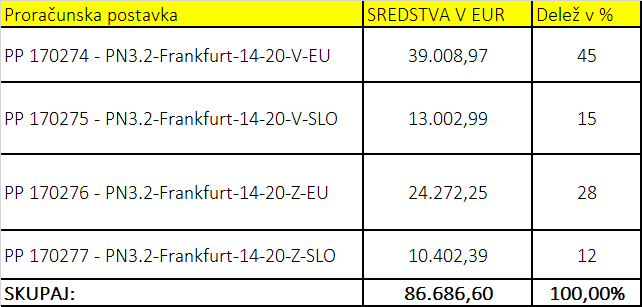 Proračunska postavka SREDSTVA V EUR Delež v %
PP 170274 - PN3.2-Frankfurt-14-20-V-EU 39.008,97 45
PP 170275 - PN3.2-Frankfurt-14-20-V-SLO 13.002,99 15
PP 170276 - PN3.2-Frankfurt-14-20-Z-EU 24.272,25 28
PP 170277 - PN3.2-Frankfurt-14-20-Z-SLO 10.402,39 12
SKUPAJ: 86.686,60 100,00%